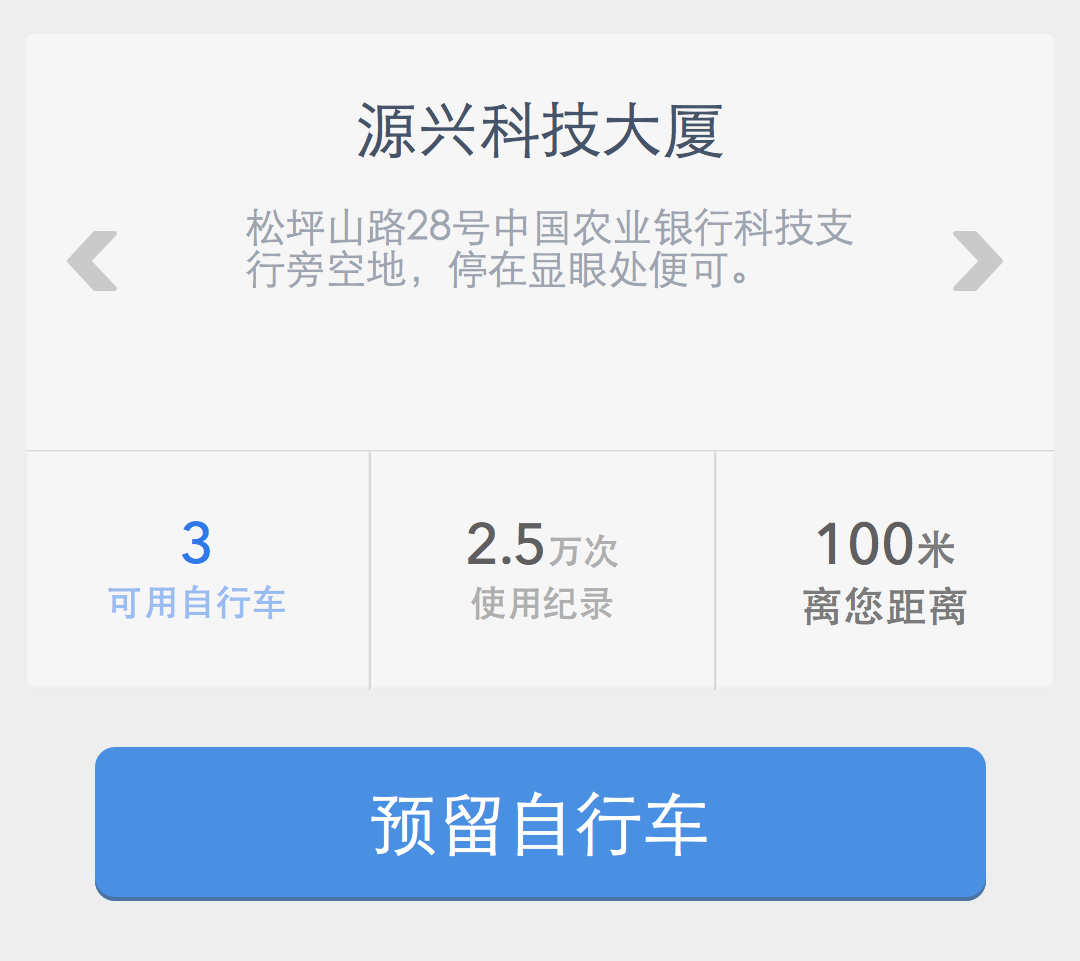 源兴科技大厦
松坪山路28号中国农业银行科技支
行旁空地，停在显眼处便可。
3
可用自行车
2.5万次
使用纪录
100米
离您距离
预留自行车